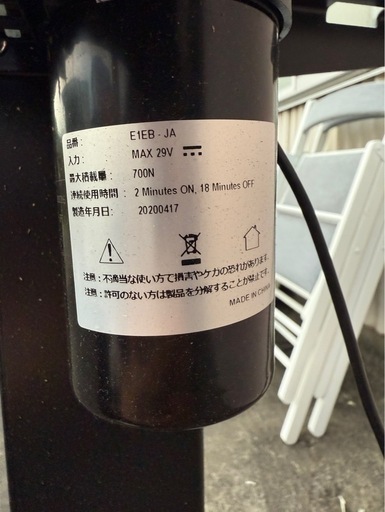 品番: E1EB - JA
入力: MAX 29V
最大積載量: 700N
連続使用時間: 2 Minutes ON, 18 Minutes OFF
製造年月日: 20200417
注意:不適当な使い方で損害やケカの恐れがあります。
注意:許可のない方は製品を分解することが禁止です。
MADE IN CHINA